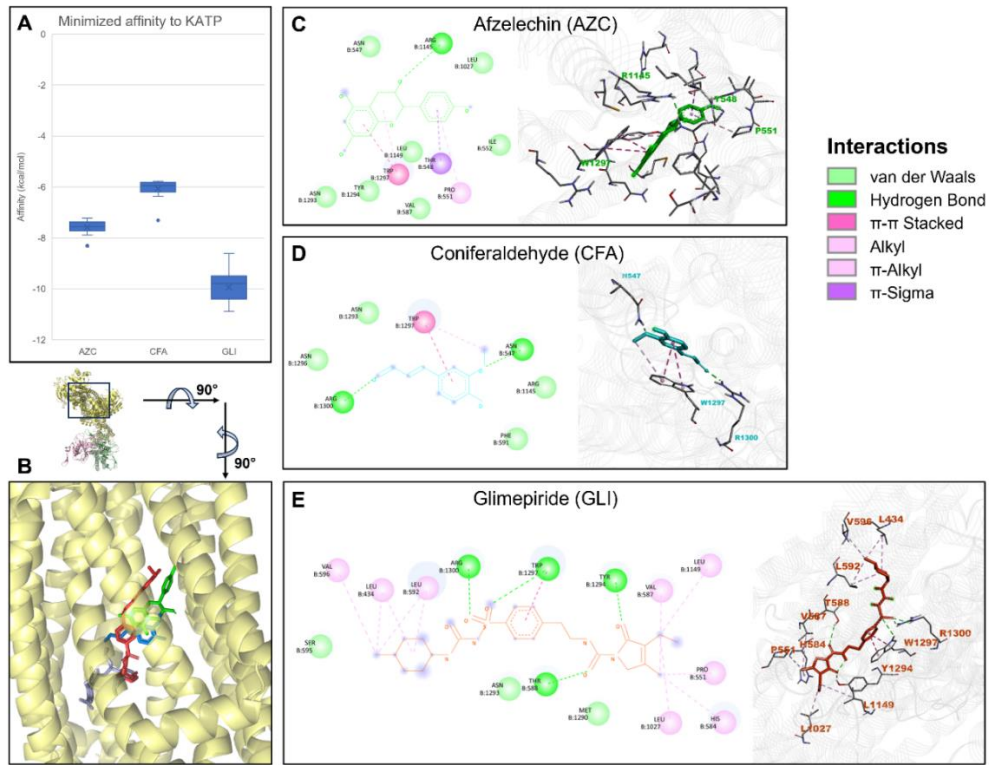 A
Minimized affinity to KATP
0
-2
-4
-6
-8
-10
-12
Affinity (kcal/mol)
AZC
CFA
GLI
90°
90°
B
C
Afzelechin (AZC)
ASN
B:547
ARG
B:1145
LEU
B:1027
ILE
B:552
LEU
B:1149
THR
B:548
TRP
B:1297
PRO
B:551
ASN
B:1293
TYR
B:1294
VAL
B:587
R1145
T548
P551
W1297
Interactions
van der Waals
Hydrogen Bond
π-π Stacked
Alkyl
π-Alkyl
π-Sigma
D
Coniferaldehyde (CFA)
ASN
B:1293
TRP
B:1297
ASN
B:547
ASN
B:1296
ARG
B:1145
ARG
B:1300
PHE
B:591
H547
W1297
R1300
E
Glimepiride (GLI)
VAL
B:596
LEU
B:434
LEU
B:592
ARG
B:1300
TRP
B:1297
TYR
B:1294
VAL
B:587
LEU
B:1149
SER
B:595
ASN
B:1293
THR
B:588
MET
B:1290
LEU
B:1027
PRO
B:551
HIS
B:584
V596
L434
L592
T588
V587
H584
P551
R1300
W1297
Y1294
L1149
L1027